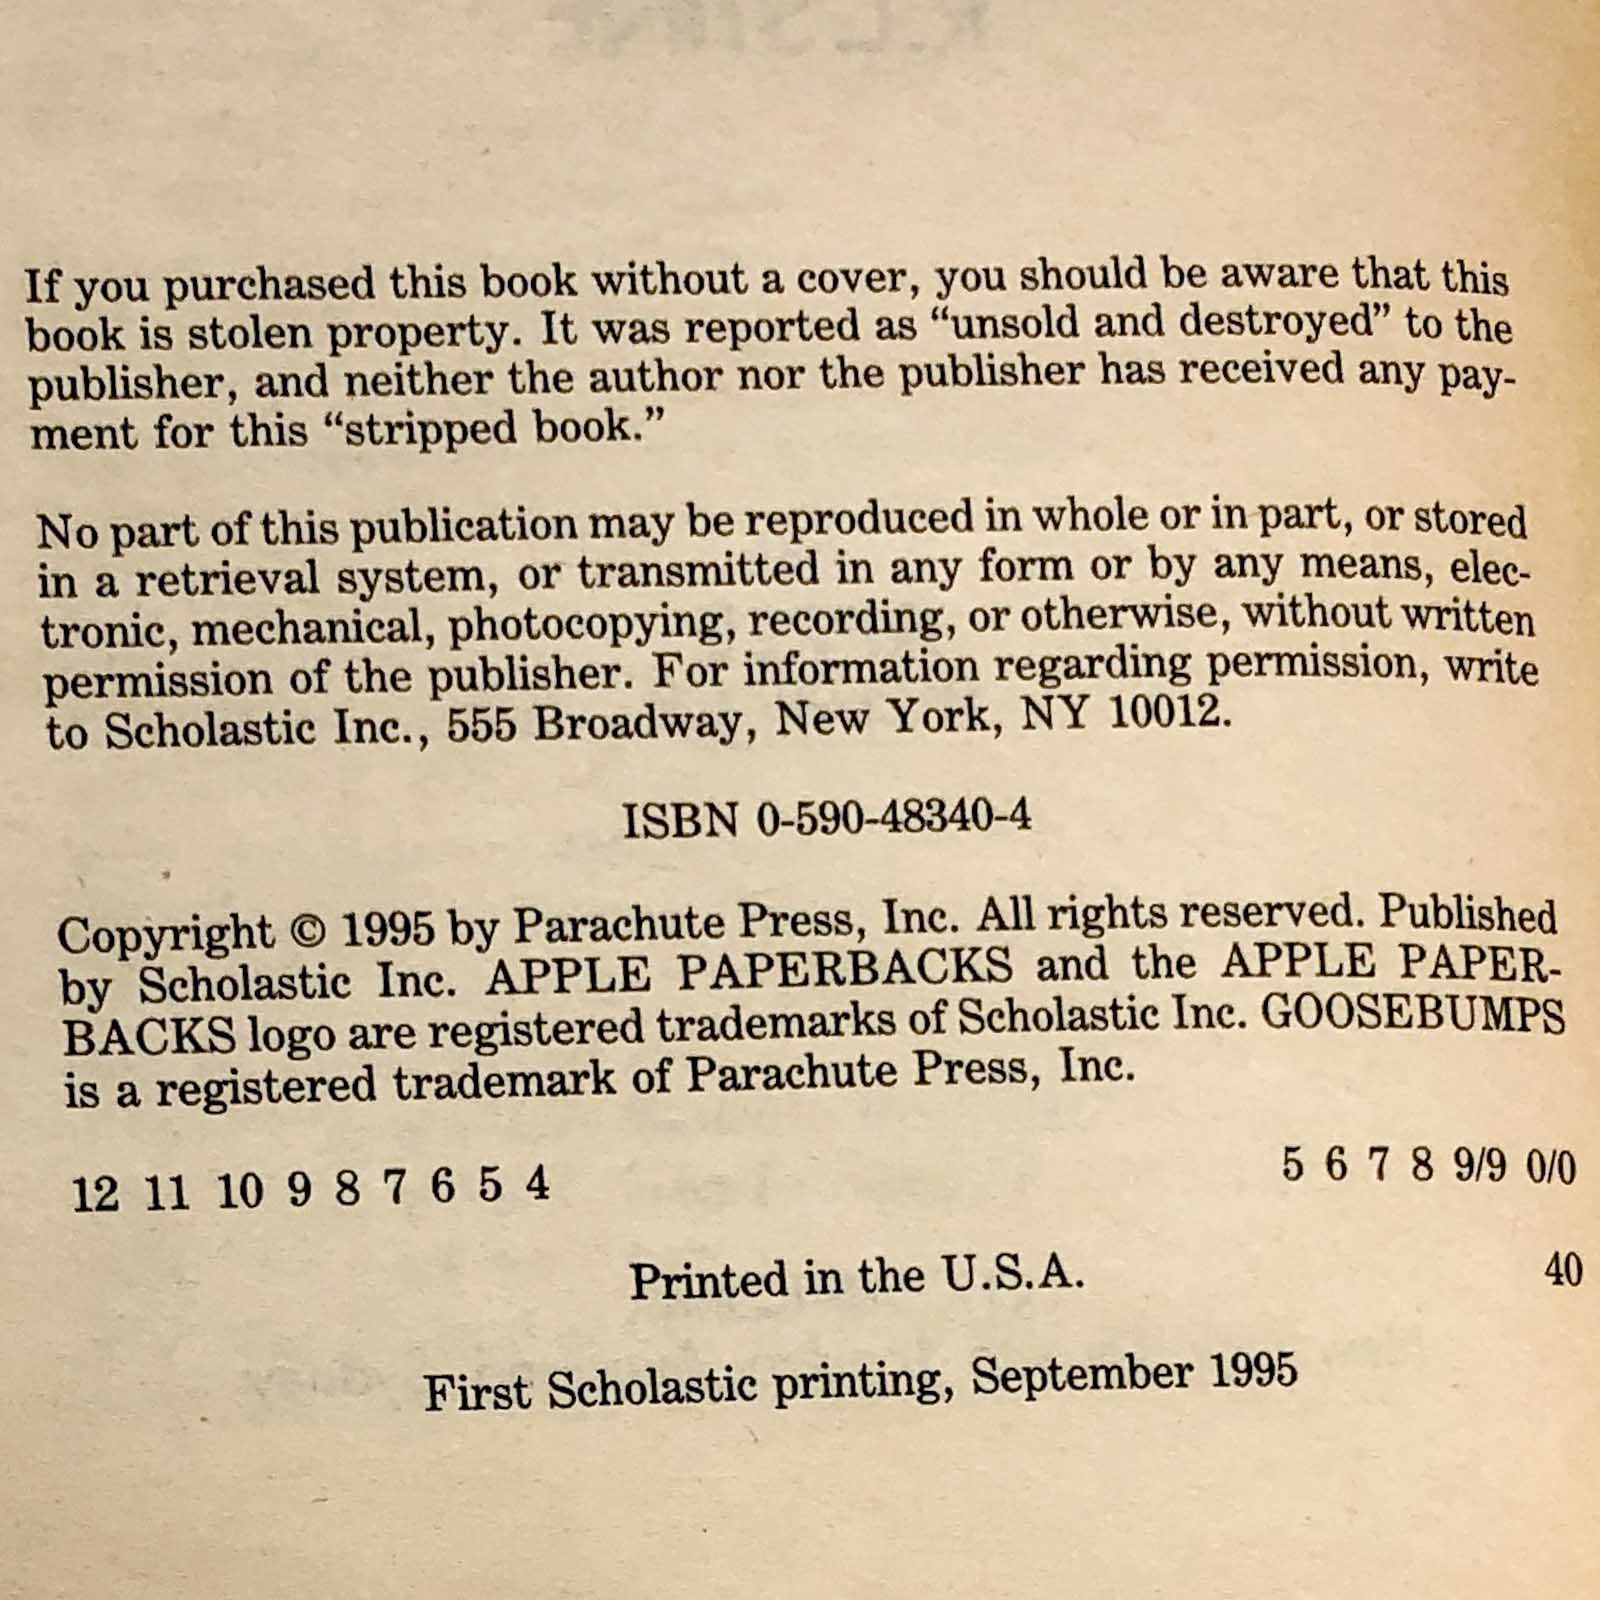 If you purchased this book without a cover, you should be aware that this
book is stolen property. It was reported as “unsold and destroyed” to the
publisher, and neither the author nor the publisher has received any pay-
ment for this “stripped book.”
No part of this publication may be reproduced in whole or in part, or stored
in a retrieval system, or transmitted in any form or by any means, elec-
tronic, mechanical, photocopying, recording, or otherwise, without written
permission of the publisher. For information regarding permission, write
to Scholastic Inc., 555 Broadway, New York, NY 10012.
ISBN 0-590-48340-4
Copyright © 1995 by Parachute Press, Inc. All rights reserved. Published
by Scholastic Inc. APPLE PAPERBACKS and the APPLE PAPER-
BACKS logo are registered trademarks of Scholastic Inc. GOOSEBUMPS
is a registered trademark of Parachute Press, Inc.
12 11 10 9 8 7 6 5 4 5 6 7 8 9/9 0/0
Printed in the U.S.A. 40
First Scholastic printing, September 1995